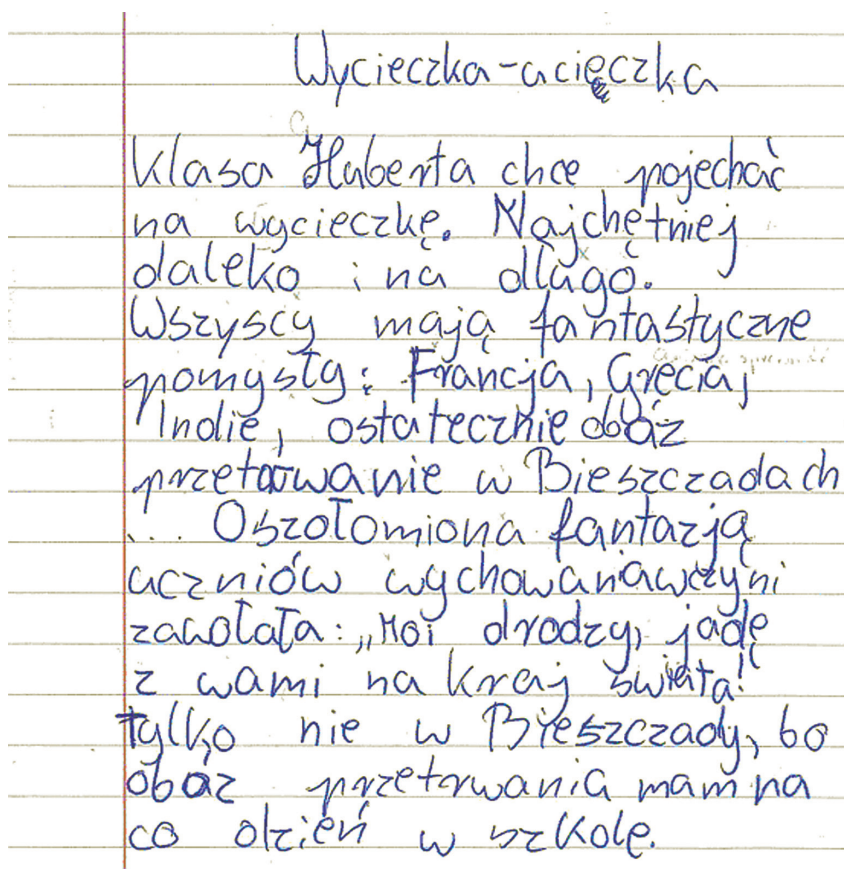 Wycieczka-ucieczka
Klasa Huberta chce pojechać
na wycieczkę. Najchętniej
daleko i na długo.
Wszyscy mają fantastyczne
pomysły: Francja, Grecja,
Indie, ostatecznie obóz
przetrwanie w Bieszczadach
... Oszołomiona fantazją
uczniów wychowaniawczyni
zawołała: „Moi drodzy, jadę
z wami na kraj świata!"
tylko nie w Bieszczady, bo
obóz przetrwania mam na
co dzień w szkole.